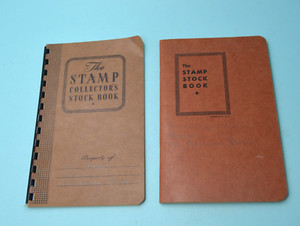 The
STAMP
COLLECTOR'S
STOCK BOOK
Property of
The
STAMP
STOCK
BOOK